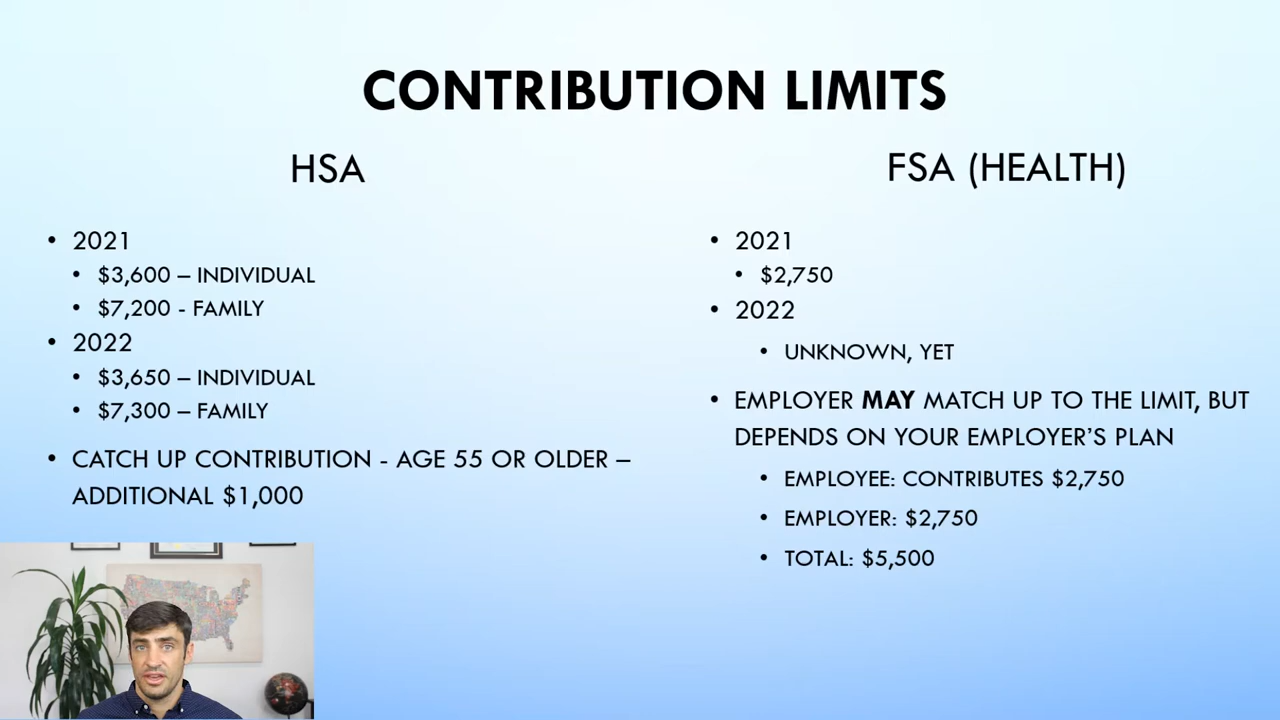 CONTRIBUTION LIMITS
HSA
• 2021
• $3,600 – INDIVIDUAL
• $7,200 - FAMILY
• 2022
• $3,650 – INDIVIDUAL
• $7,300 – FAMILY
• CATCH UP CONTRIBUTION - AGE 55 OR OLDER –
ADDITIONAL $1,000
FSA (HEALTH)
• 2021
• $2,750
• 2022
• UNKNOWN, YET
• EMPLOYER MAY MATCH UP TO THE LIMIT, BUT
DEPENDS ON YOUR EMPLOYER’S PLAN
• EMPLOYEE: CONTRIBUTES $2,750
• EMPLOYER: $2,750
• TOTAL: $5,500